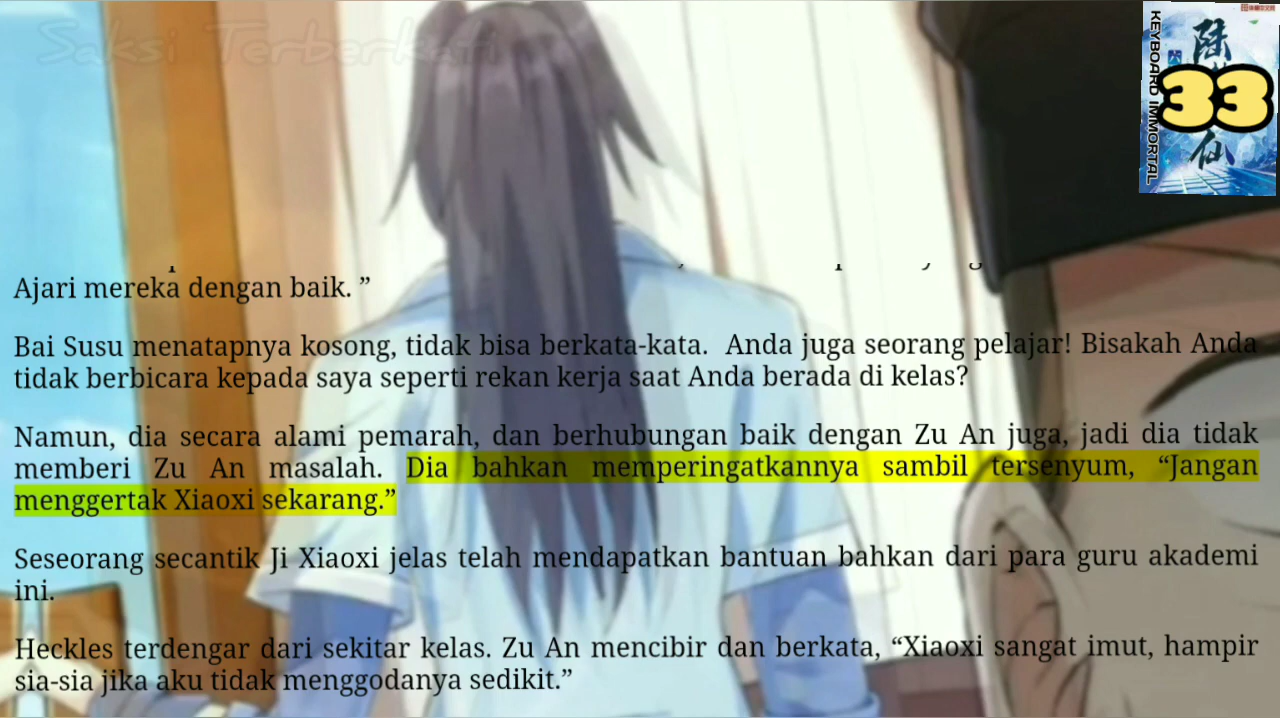 Saksi Terberkati
陆
仙
KEYBOARD IMMORTAL
33
Ajari mereka dengan baik. ”
Bai Susu menatapnya kosong, tidak bisa berkata-kata. Anda juga seorang pelajar! Bisakah Anda
tidak berbicara kepada saya seperti rekan kerja saat Anda berada di kelas?
Namun, dia secara alami pemarah, dan berhubungan baik dengan Zu An juga, jadi dia tidak
memberi Zu An masalah. Dia bahkan memperingatkannya sambil tersenyum, “Jangan
menggertak Xiaoxi sekarang.”
Seseorang secantik Ji Xiaoxi jelas telah mendapatkan bantuan bahkan dari para guru akademi
ini.
Heckles terdengar dari sekitar kelas. Zu An mencibir dan berkata, “Xiaoxi sangat imut, hampir
sia-sia jika aku tidak menggodanya sedikit.”